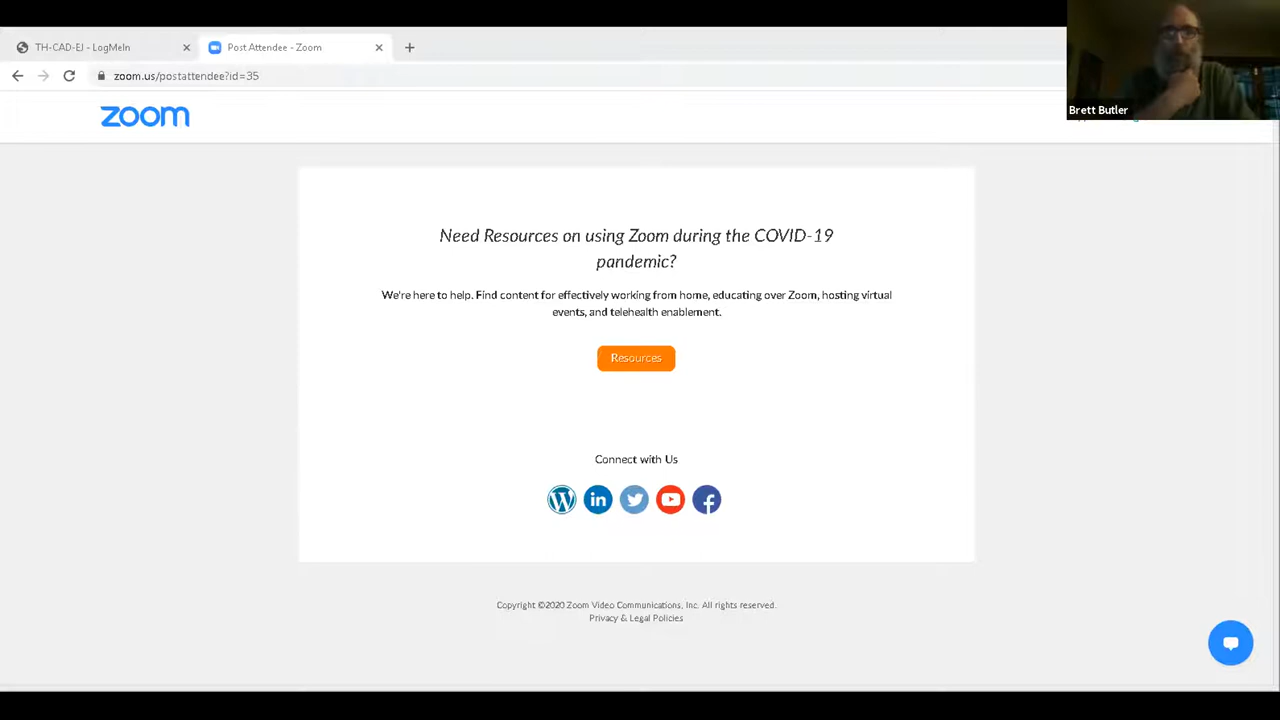 TH-CAD-EJ - LogMeIn
Post Attendee - Zoom
zoom.us/postattendee?id=35
Brett Butler
zoom
Need Resources on using Zoom during the COVID-19
pandemic?
We're here to help. Find content for effectively working from home, educating over Zoom, hosting virtual
events, and telehealth enablement.
Resources
Connect with Us
Copyright ©2020 Zoom Video Communications, Inc. All rights reserved.
Privacy & Legal Policies